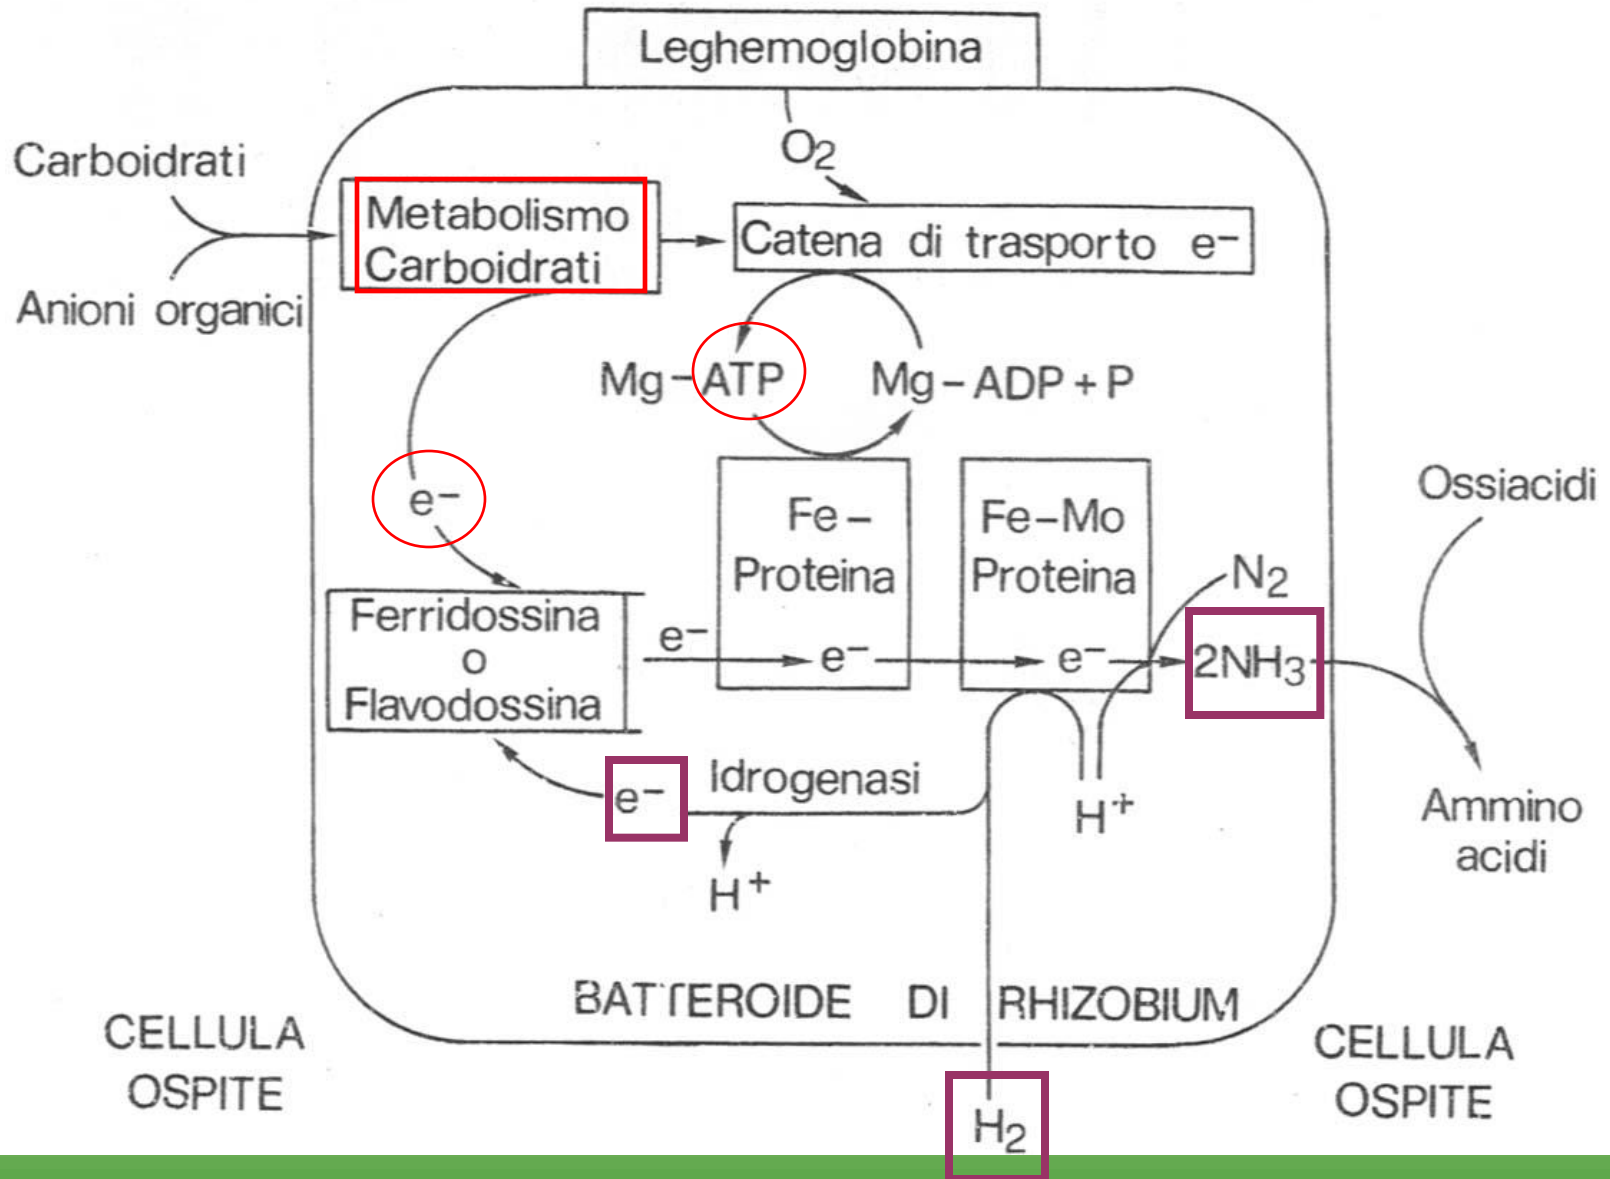 Leghemoglobina
O2
Carboidrati
Anioni organici
Metabolismo
Carboidrati
Catena di trasporto e-
Mg-ATP
Mg-ADP+P
e-
Fe-
Proteina
Fe-Mo
Proteina
Ossiacidi
N2
Ferridossina
o
Flavodossina
e-
e-
e-
2NH3
e-
Idrogenasi
H+
H+
Ammino
acidi
BATTEROIDE DI RHIZOBIUM
CELLULA
OSPITE
CELLULA
OSPITE
H2